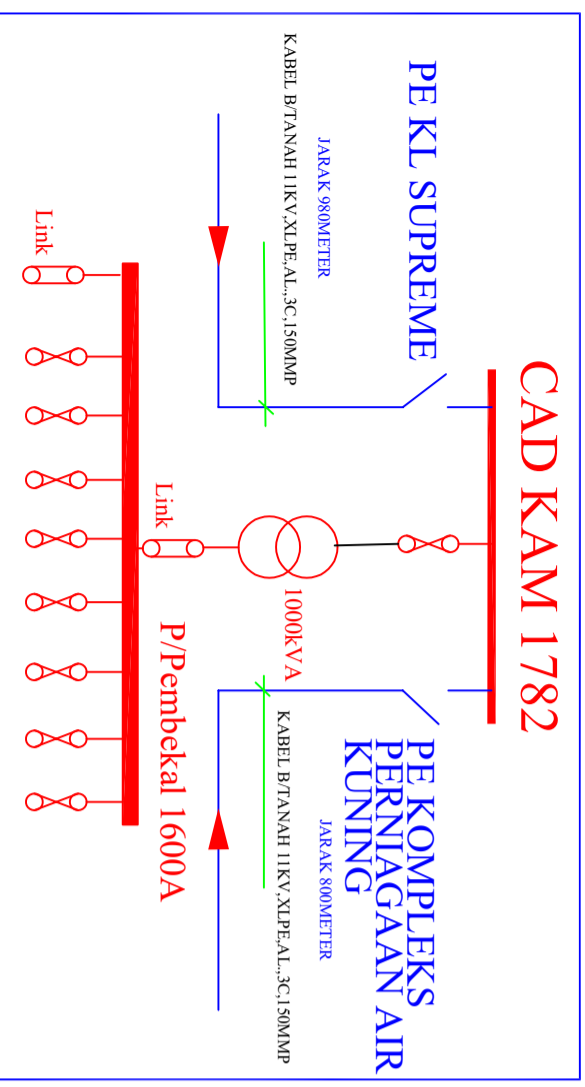 CAD KAM 1782
PE KL SUPREME
PE KOMPLEKS
PERNIAGAAN AIR
KUNING
JARAK 980METER
JARAK 800METER
KABEL B/TANAH 11KV,XLPE,AL.,3C,150MMP
1000kVA
KABEL B/TANAH 11KV,XLPE,AL.,3C,150MMP
Link
P/Pembekal 1600A
Link